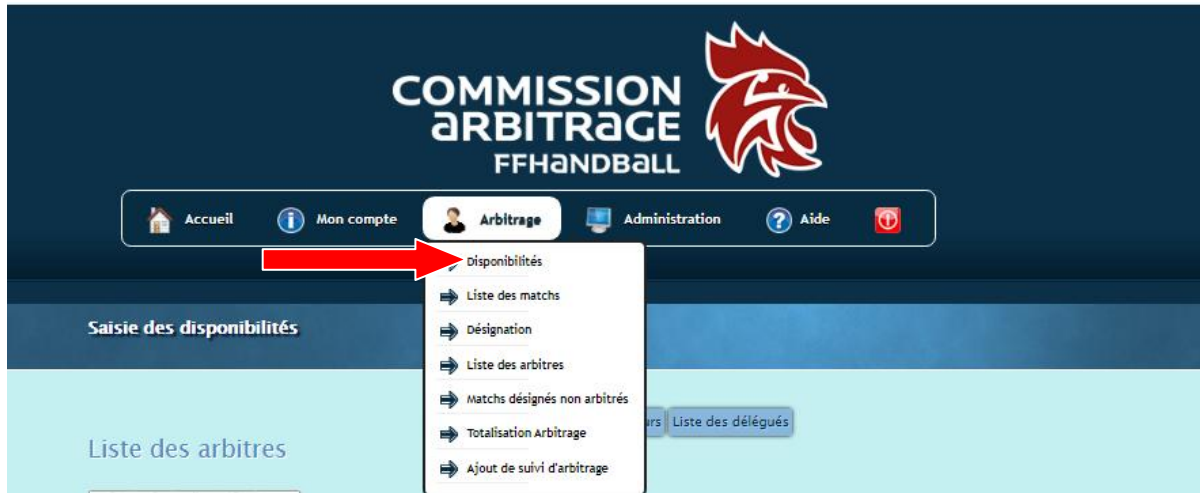 COMMISSION
aRBITRaGE
FFHaNDBaLL
Accueil Mon compte Arbitrage Administration Aide
Disponibilités
Liste des matchs
Saisie des disponibilités
Désignation
Liste des arbitres
Matchs désignés non arbitrés
urs Liste des délégués
Totalisation Arbitrage
Liste des arbitres
Ajout de suivi d'arbitrage